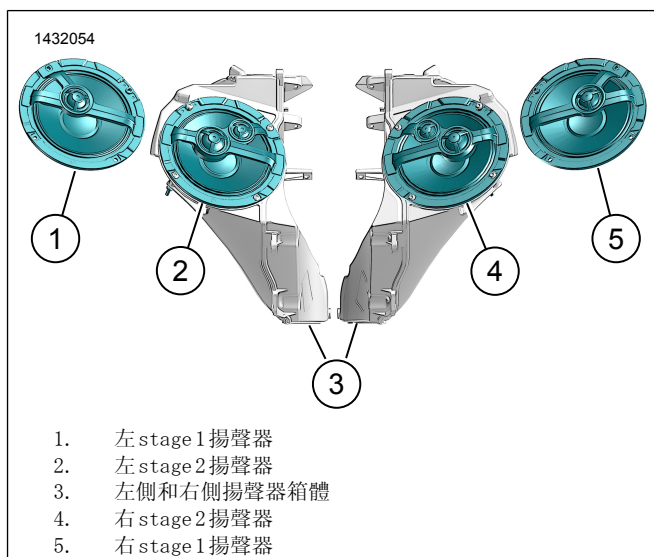 1432054
1
2
3
4
5
1. 左stage1揚聲器
2. 左stage2揚聲器
3. 左側和右側揚聲器箱體
4. 右stage2揚聲器
5. 右stage1揚聲器